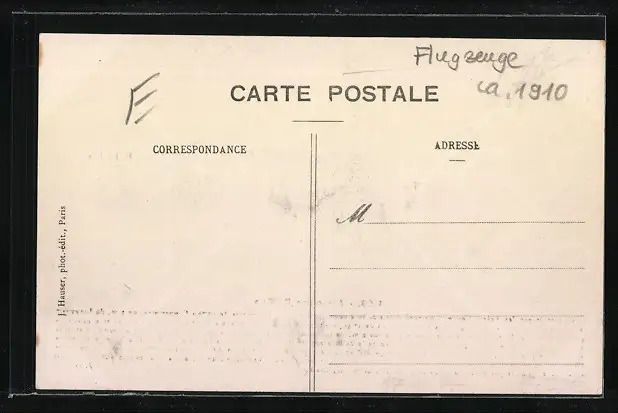 Flugzeuge
ca. 1910
E
CARTE POSTALE
CORRESPONDANCE
ADRESSE
M
J. Hauser, phot.-édit., Paris